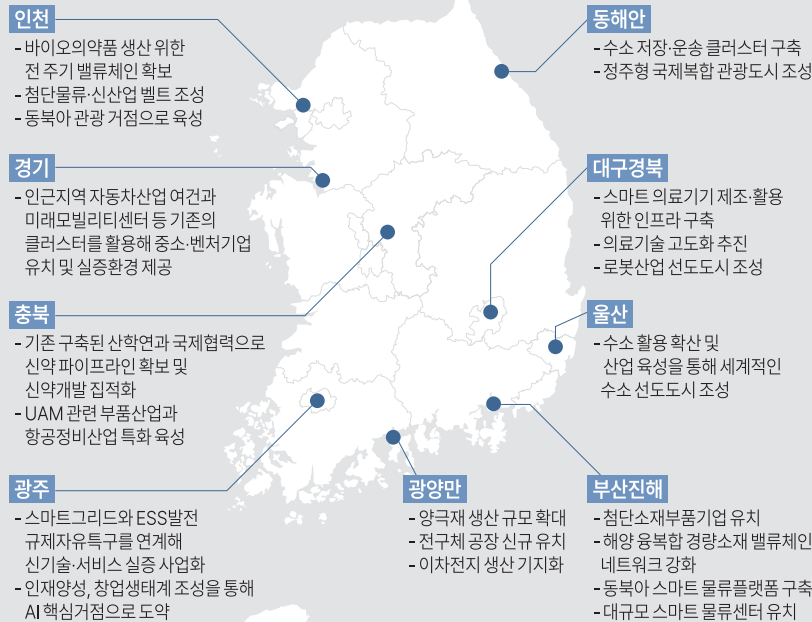 인천
- 바이오의약품 생산 위한
전 주기 밸류체인 확보
- 첨단물류·신산업 벨트 조성
- 동북아 관광 거점으로 육성
경기
- 인근지역 자동차산업 여건과
미래모빌리티센터 등 기존의
클러스터를 활용해 중소·벤처기업
유치 및 실증환경 제공
충북
- 기존 구축된 산학연과 국제협력으로
신약 파이프라인 확보 및
신약개발 집적화
- UAM 관련 부품산업과
항공정비산업 특화 육성
광주
- 스마트그리드와 ESS발전
규제자유특구를 연계해
신기술·서비스 실증 사업화
- 인재양성, 창업생태계 조성을 통해
AI 핵심거점으로 도약
광양만
- 양극재 생산 규모 확대
- 전구체 공장 신규 유치
- 이차전지 생산 기지화
동해안
- 수소 저장·운송 클러스터 구축
- 정주형 국제복합 관광도시 조성
대구경북
- 스마트 의료기기 제조·활용
위한 인프라 구축
- 의료기술 고도화 추진
- 로봇산업 선도도시 조성
울산
- 수소 활용 확산 및
산업 육성을 통해 세계적인
수소 선도도시 조성
부산진해
- 첨단소재부품기업 유치
- 해양 융복합 경량소재 밸류체인
네트워크 강화
- 동북아 스마트 물류플랫폼 구축
- 대규모 스마트 물류센터 유치